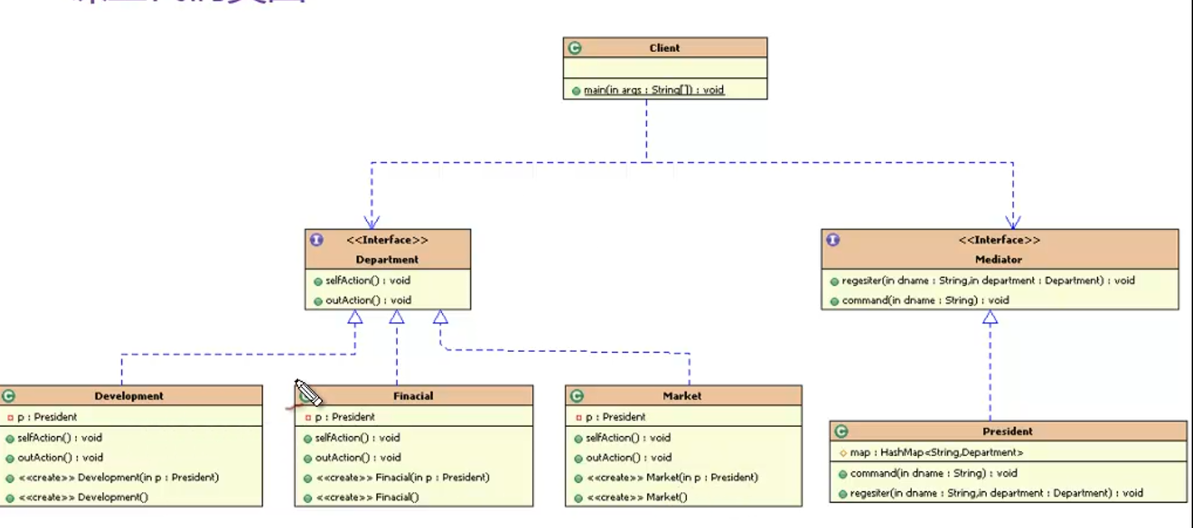 Client
main(in args : String[]) : void
<<Interface>>
Department
selfAction() : void
outAction() : void
<<Interface>>
Mediator
regesiter(in dname : String,in department : Department) : void
command(in dname : String) : void
Development
p : President
selfAction() : void
outAction() : void
<<create>> Development(in p : President)
<<create>> Development()
Finacial
p : President
selfAction() : void
outAction() : void
<<create>> Finacial(in p : President)
<<create>> Finacial()
Market
p : President
selfAction() : void
outAction() : void
<<create>> Market(in p : President)
<<create>> Market()
President
map : HashMap<String,Department>
command(in dname : String) : void
regesiter(in dname : String,in department : Department) : void